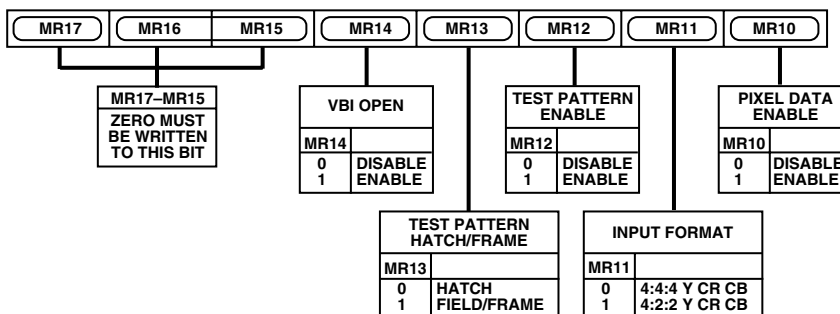 MR17 MR16 MR15 MR14 MR13 MR12 MR11 MR10
MR17–MR15
ZERO MUST
BE WRITTEN
TO THIS BIT
VBI OPEN
MR14
0 DISABLE
1 ENABLE
TEST PATTERN
ENABLE
MR12
0 DISABLE
1 ENABLE
PIXEL DATA
ENABLE
MR10
0 DISABLE
1 ENABLE
TEST PATTERN
HATCH/FRAME
MR13
0 HATCH
1 FIELD/FRAME
INPUT FORMAT
MR11
0 4:4:4 Y CR CB
1 4:2:2 Y CR CB